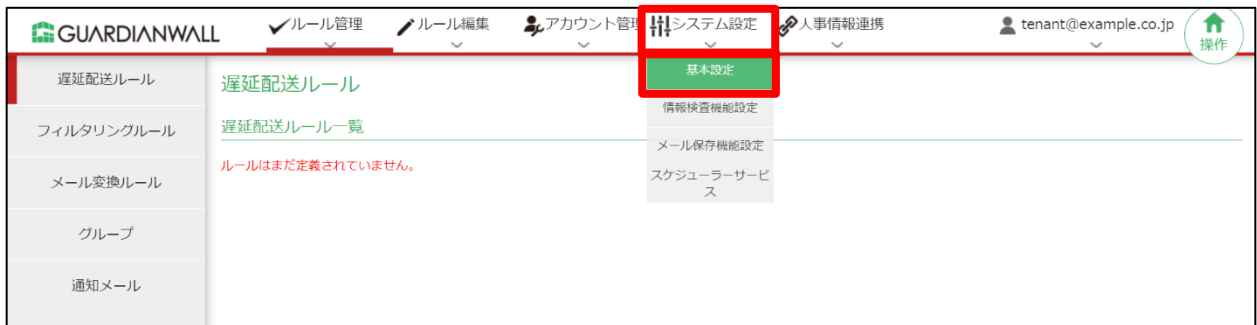 GUARDIANWALL
ルール管理
ルール編集
アカウント管理
システム設定
人事情報連携
tenant@example.co.jp
操作
基本設定
情報検査機能設定
メール保存機能設定
スケジューラーサービ
ス
遅延配送ルール
フィルタリングルール
メール変換ルール
グループ
通知メール
遅延配送ルール
遅延配送ルール一覧
ルールはまだ定義されていません。